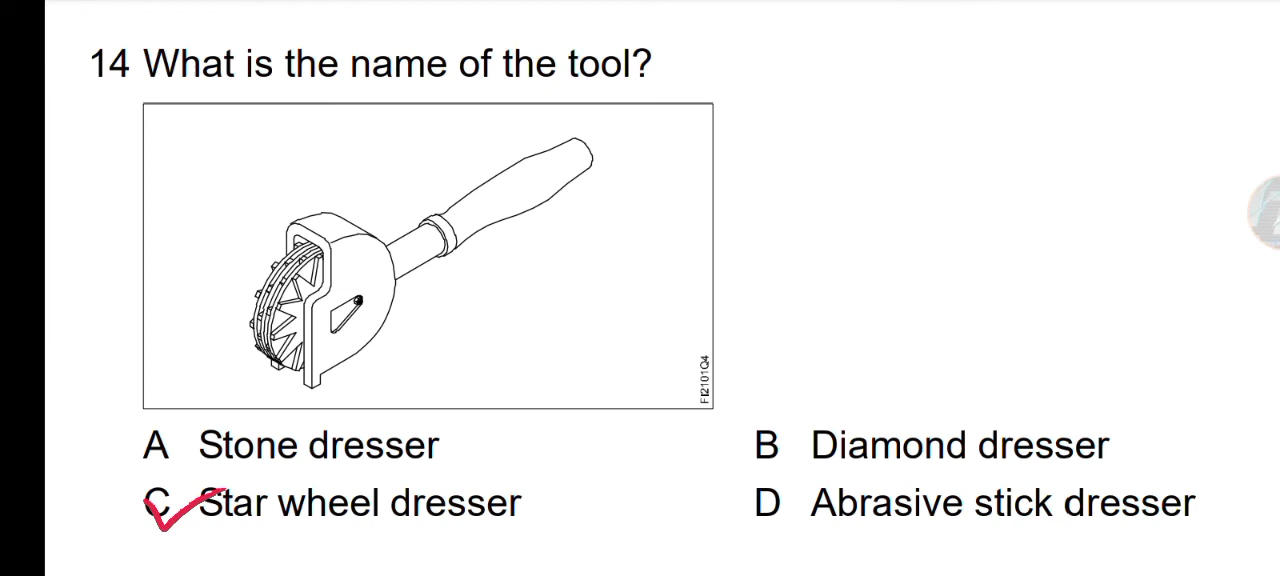 14 What is the name of the tool?
FI2101Q4
A Stone dresser
B Diamond dresser
C Star wheel dresser
D Abrasive stick dresser